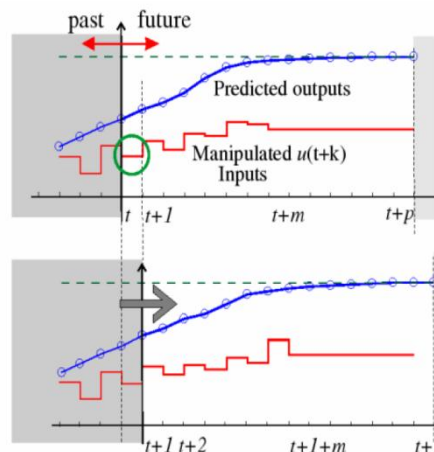 past future
Predicted outputs
Manipulated u(t+k)
Inputs
t t+1 t+m t+p
t+1 t+2 t+1+m t+